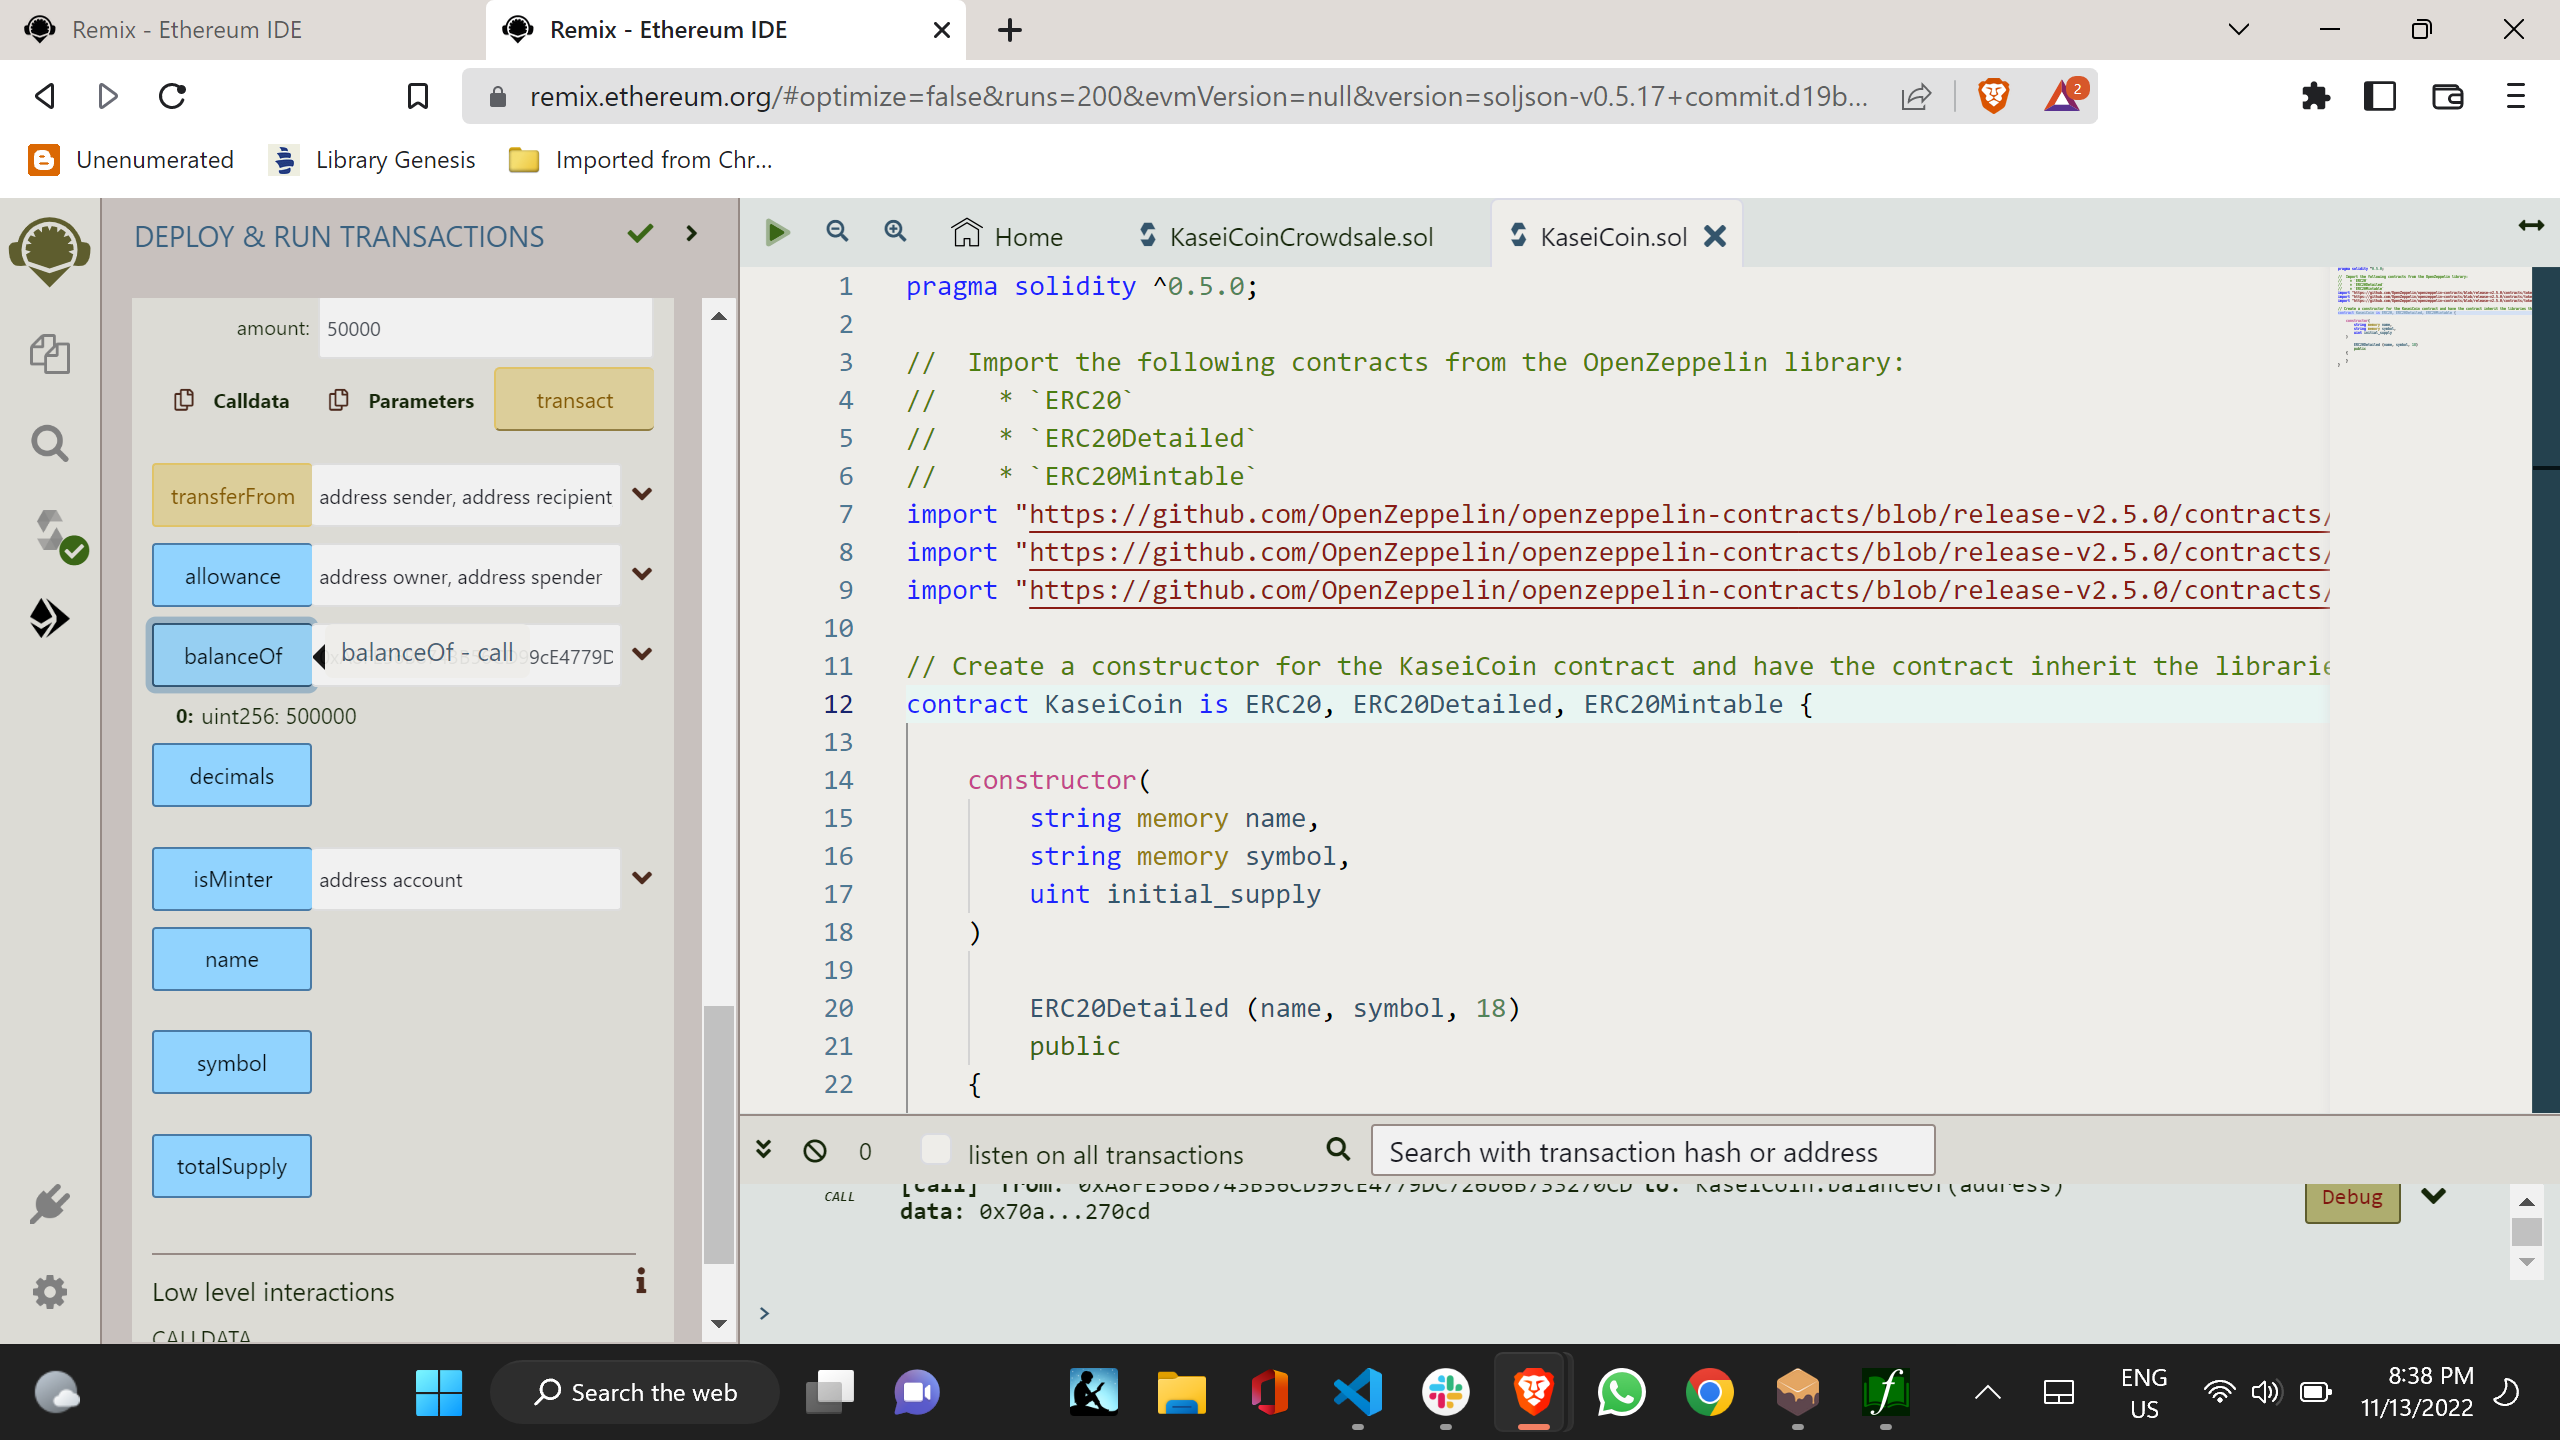 Remix - Ethereum IDE
Remix - Ethereum IDE
remix.ethereum.org/#optimize=false&runs=200&evmVersion=null&version=soljson-v0.5.17+commit.d19b...
2
Unenumerated
Library Genesis
Imported from Chr...
DEPLOY & RUN TRANSACTIONS
amount: 50000
Calldata Parameters transact
transferFrom address sender, address recipient
allowance address owner, address spender
balanceOf balanceOf - call 9cE4779D
0: uint256: 500000
decimals
isMinter address account
name
symbol
totalSupply
Low level interactions
i
CALLDATA
Home
KaseiCoinCrowdsale.sol
KaseiCoin.sol
1 pragma solidity ^0.5.0;
2
3 //  Import the following contracts from the OpenZeppelin library:
4 //    * `ERC20`
5 //    * `ERC20Detailed`
6 //    * `ERC20Mintable`
7 import "https://github.com/OpenZeppelin/openzeppelin-contracts/blob/release-v2.5.0/contracts/
8 import "https://github.com/OpenZeppelin/openzeppelin-contracts/blob/release-v2.5.0/contracts/
9 import "https://github.com/OpenZeppelin/openzeppelin-contracts/blob/release-v2.5.0/contracts/
10
11 // Create a constructor for the KaseiCoin contract and have the contract inherit the librarie
12 contract KaseiCoin is ERC20, ERC20Detailed, ERC20Mintable {
13
14 constructor(
15 string memory name,
16 string memory symbol,
17 uint initial_supply
18 )
19
20 ERC20Detailed (name, symbol, 18)
21 public
22 {
0
listen on all transactions
Search with transaction hash or address
CALL [call] from: 0xA8FE56B8743B56CD99cE4779DC726b6B733270CD to: KaseiCoin.balanceOf(address)
data: 0x70a...270cd
Debug
>
Search the web
ENG
US
8:38 PM
11/13/2022